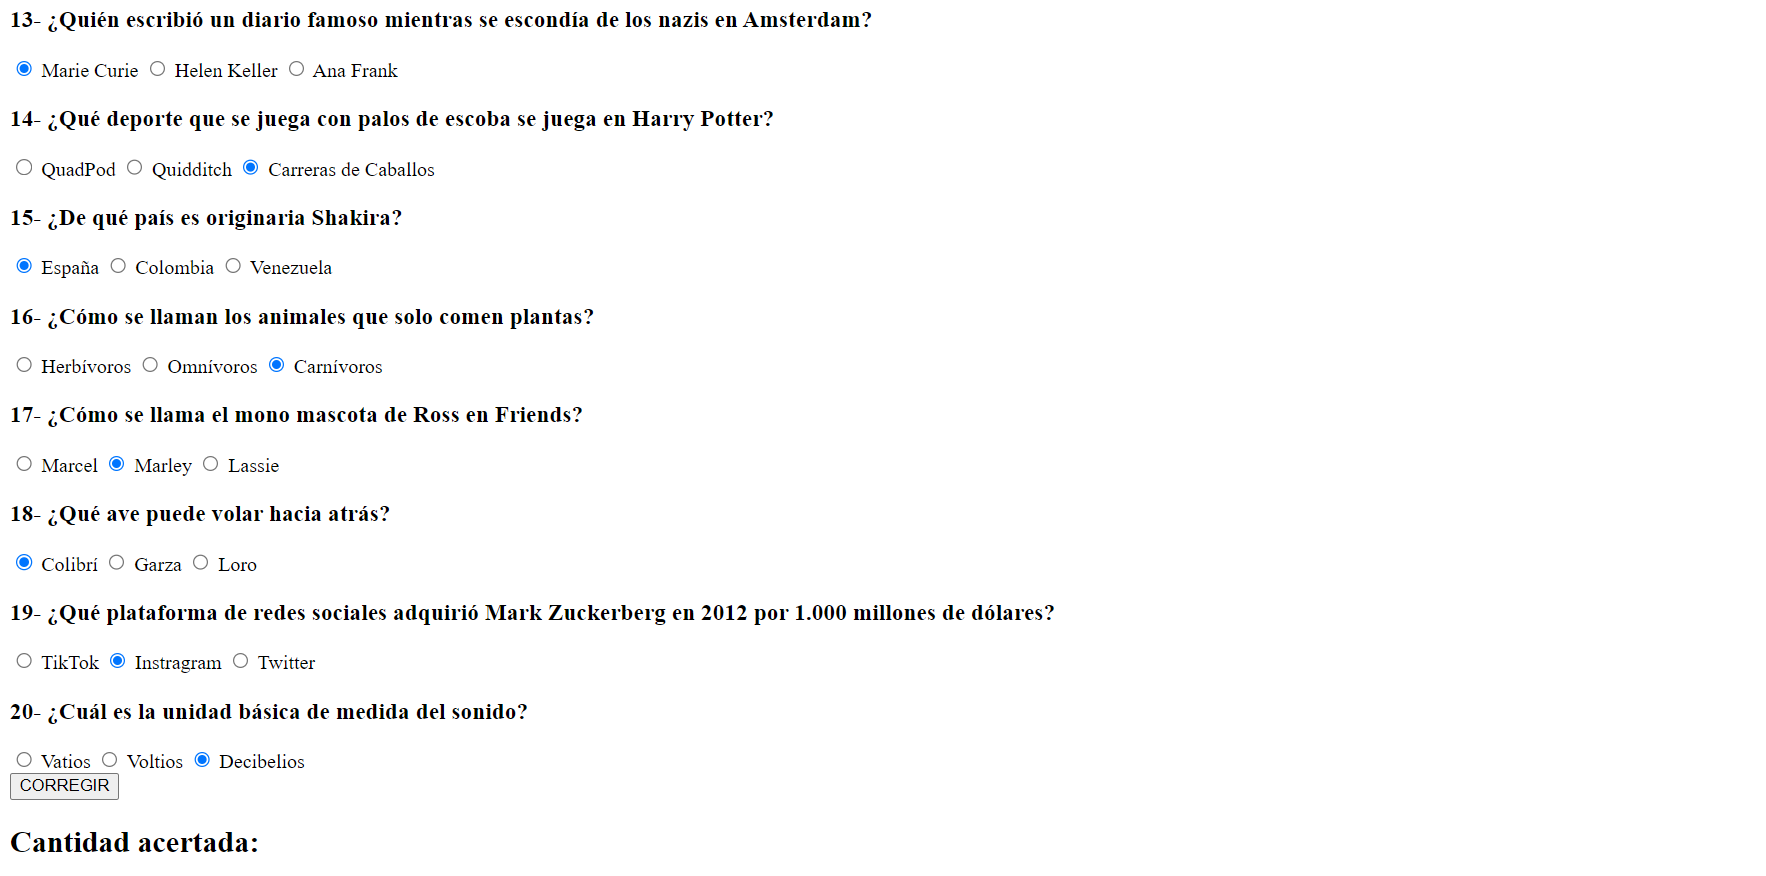 13- ¿Quién escribió un diario famoso mientras se escondía de los nazis en Amsterdam?
Marie Curie Helen Keller Ana Frank
14- ¿Qué deporte que se juega con palos de escoba se juega en Harry Potter?
QuadPod Quidditch Carreras de Caballos
15- ¿De qué país es originaria Shakira?
España Colombia Venezuela
16- ¿Cómo se llaman los animales que solo comen plantas?
Herbívoros Omnívoros Carnívoros
17- ¿Cómo se llama el mono mascota de Ross en Friends?
Marcel Marley Lassie
18- ¿Qué ave puede volar hacia atrás?
Colibrí Garza Loro
19- ¿Qué plataforma de redes sociales adquirió Mark Zuckerberg en 2012 por 1.000 millones de dólares?
TikTok Instragram Twitter
20- ¿Cuál es la unidad básica de medida del sonido?
Vatios Voltios Decibelios
CORREGIR
Cantidad acertada: